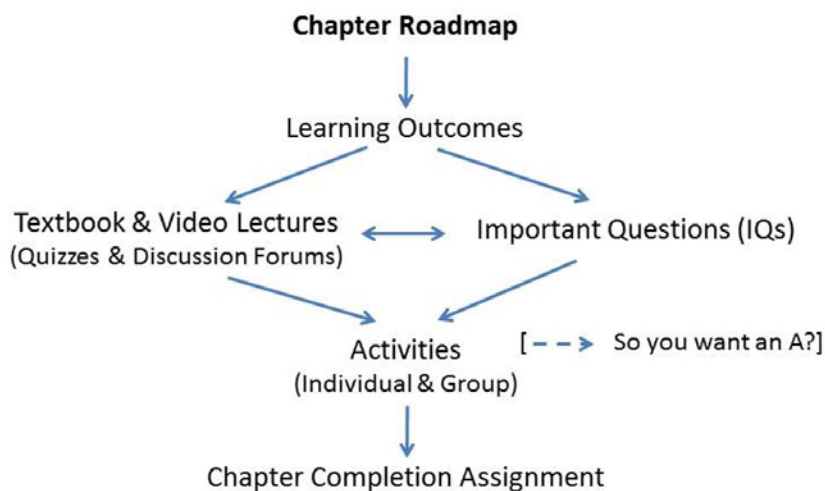 Chapter Roadmap
Learning Outcomes
Textbook & Video Lectures
(Quizzes & Discussion Forums)
Important Questions (IQs)
Activities
(Individual & Group)
[ So you want an A?]
Chapter Completion Assignment